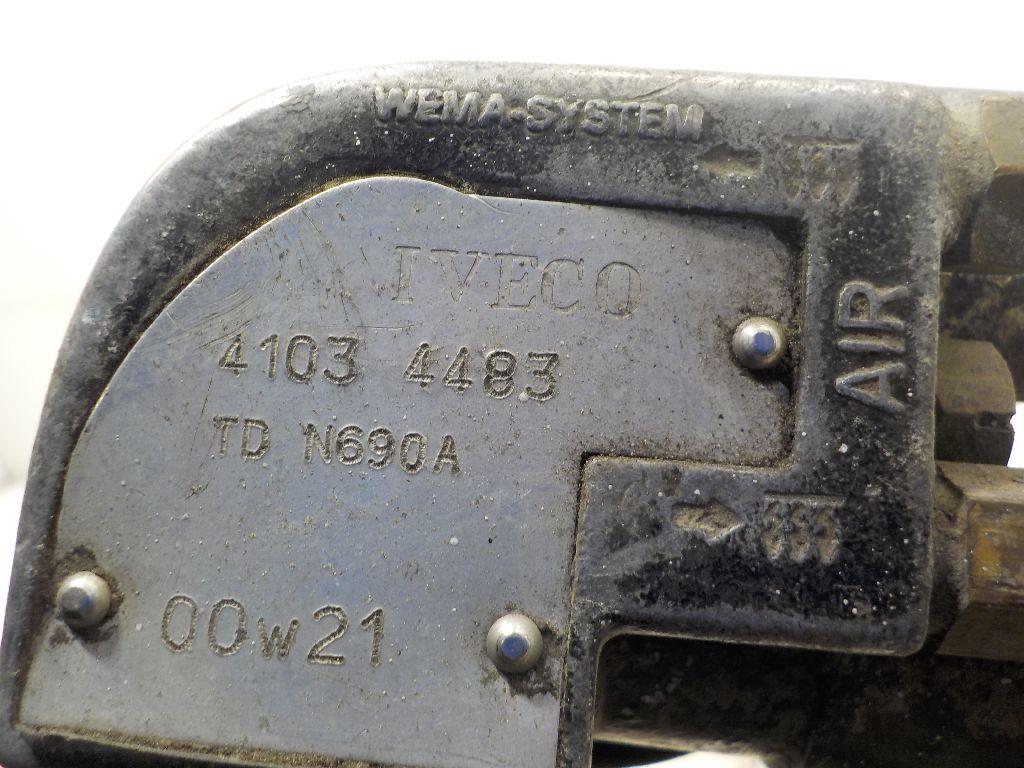 WEMA-SYSTEM
IVECO
4103 4483
TD N690A
00w21
AIR